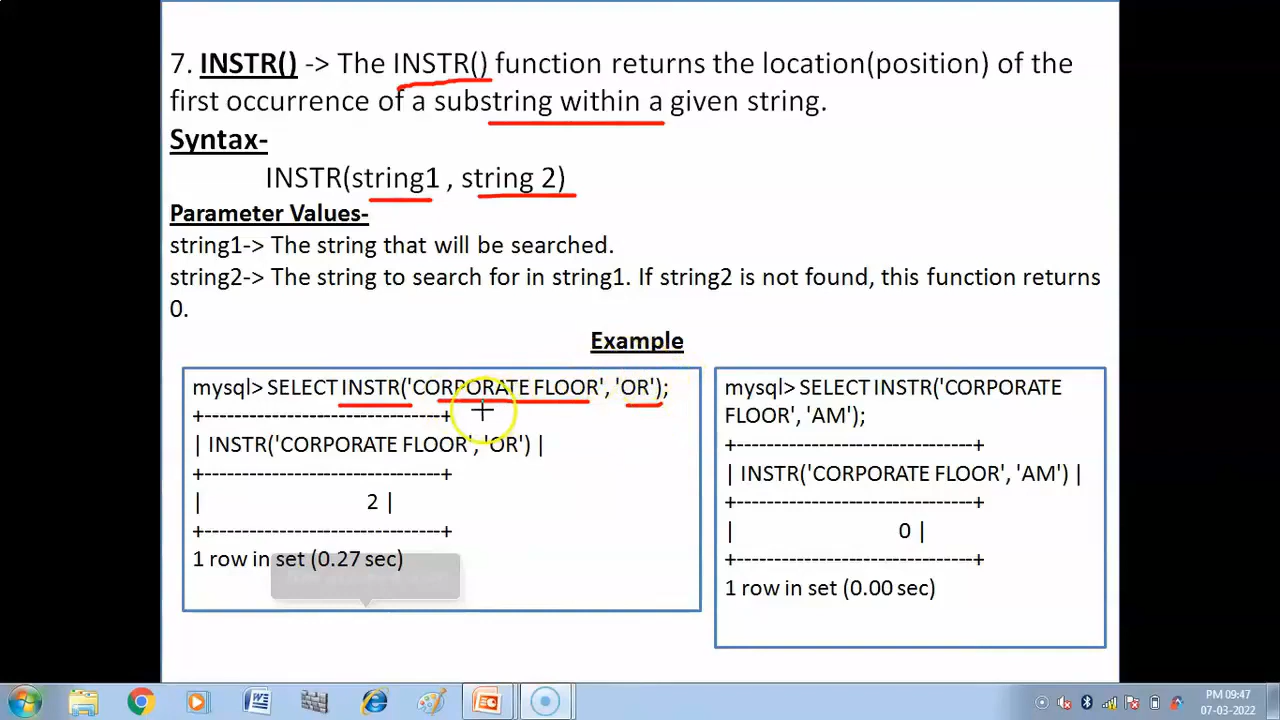 7. INSTR() -> The INSTR() function returns the location(position) of the
first occurrence of a substring within a given string.
Syntax-
INSTR(string1 , string 2)
Parameter Values-
string1-> The string that will be searched.
string2-> The string to search for in string1. If string2 is not found, this function returns
0.
Example
mysql> SELECT INSTR('CORPORATE FLOOR', 'OR');
+---------------------------------+
| INSTR('CORPORATE FLOOR', 'OR') |
+---------------------------------+
| 2 |
+---------------------------------+
1 row in set (0.27 sec)
mysql> SELECT INSTR('CORPORATE
FLOOR', 'AM');
+---------------------------------+
| INSTR('CORPORATE FLOOR', 'AM') |
+---------------------------------+
| 0 |
+---------------------------------+
1 row in set (0.00 sec)
PM 09:47
07-03-2022